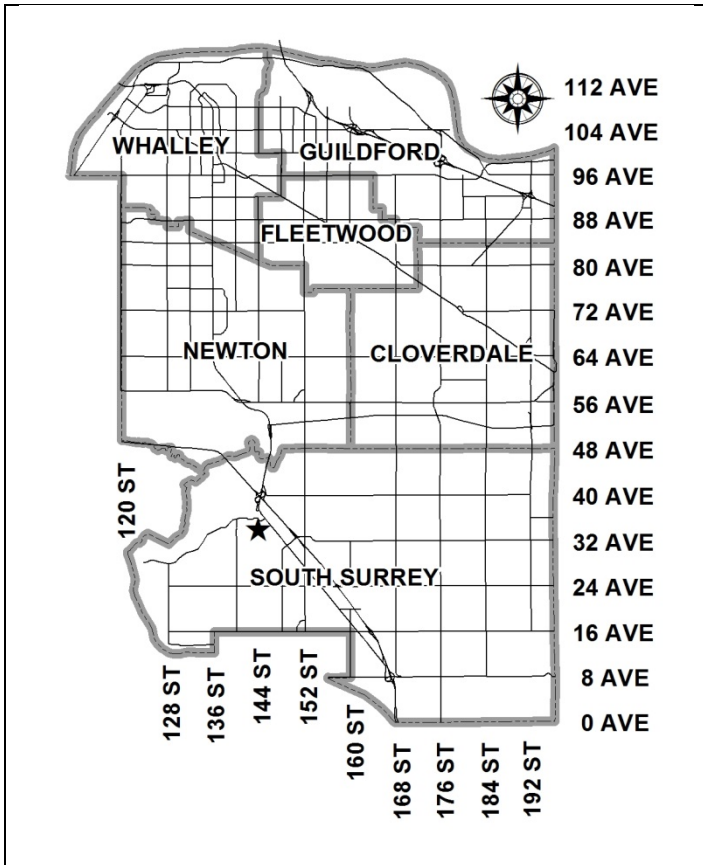 112 AVE
104 AVE
WHALLEY
GUILDFORD
96 AVE
88 AVE
FLEETWOOD
80 AVE
72 AVE
NEWTON
CLOVERDALE
64 AVE
56 AVE
48 AVE
120 ST
40 AVE
32 AVE
SOUTH SURREY
24 AVE
16 AVE
128 ST
136 ST
144 ST
152 ST
160 ST
8 AVE
0 AVE
168 ST
176 ST
184 ST
192 ST